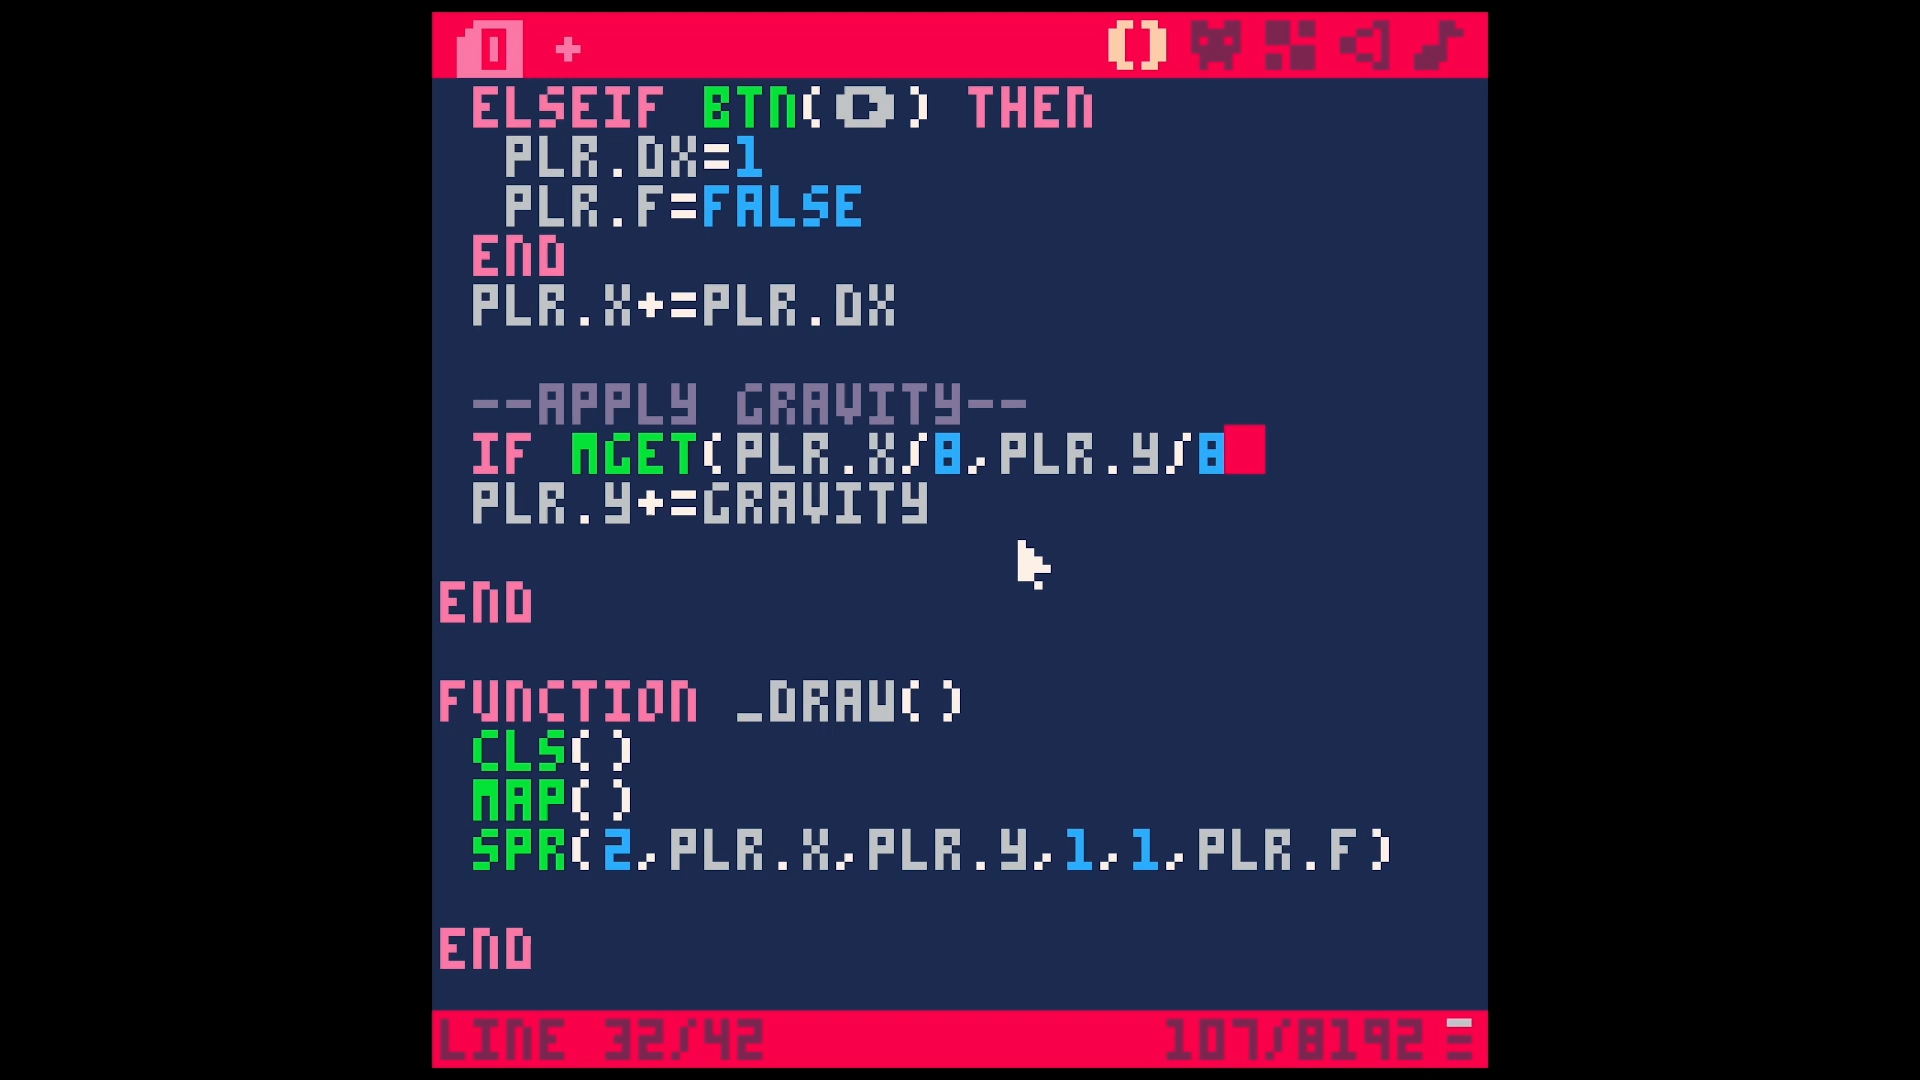 0 +
ELSEIF BTN(➡️) THEN
PLR.DX=1
PLR.F=FALSE
END
PLR.X+=PLR.DX
--APPLY GRAVITY--
IF MGET(PLR.X/8,PLR.Y/8
PLR.Y+=GRAVITY
END
FUNCTION _DRAW()
CLS()
MAP()
SPR(2,PLR.X,PLR.Y,1,1,PLR.F)
END
LINE 32/42 107/8192